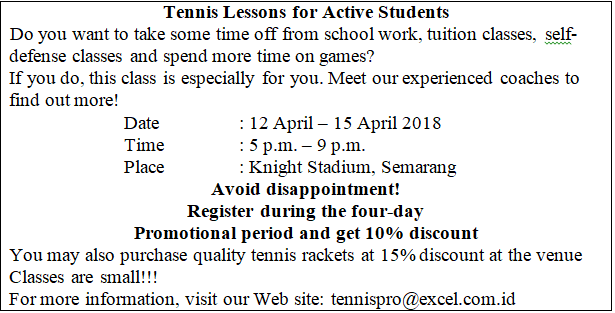 Tennis Lessons for Active Students
Do you want to take some time off from school work, tuition classes, self-
defense classes and spend more time on games?
If you do, this class is especially for you. Meet our experienced coaches to
find out more!
Date : 12 April – 15 April 2018
Time : 5 p.m. – 9 p.m.
Place : Knight Stadium, Semarang
Avoid disappointment!
Register during the four-day
Promotional period and get 10% discount
You may also purchase quality tennis rackets at 15% discount at the venue
Classes are small!!!
For more information, visit our Web site: tennispro@excel.com.id